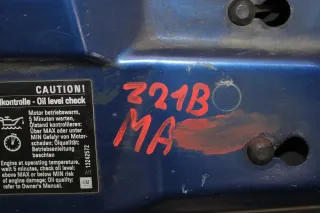 CAUTION!
lkontrolle - Oil level check
Motor betriebswarm,
5 Minuten warten,
Ölstand kontrollieren:
Über MAX oder unter
MIN Gefahr von Motor-
schaden; Ölqualität:
Betriebsanleitung
beachten
Engine at operating temperature,
wait 5 minutes, check oil level:
above MAX or below MIN risk
of engine damage; Oil quality:
refer to Owner's Manual.
13242572
Z21B
MA